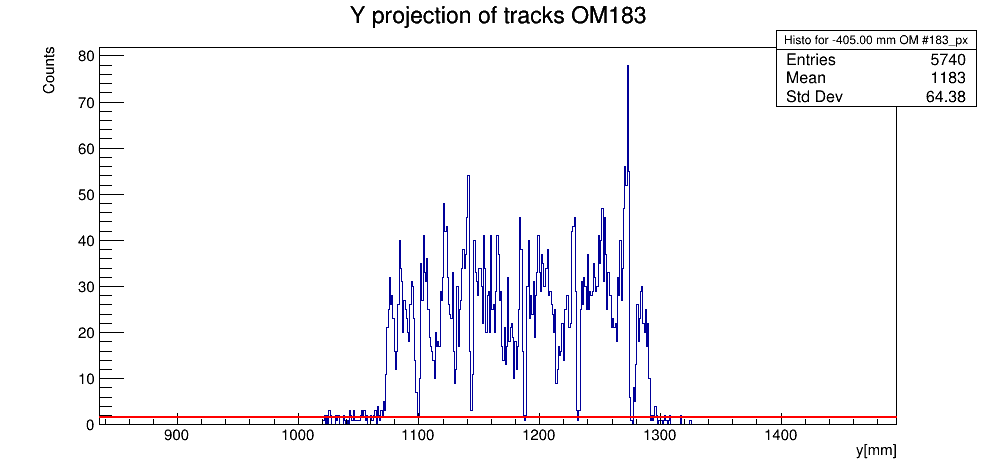 Y projection of tracks OM183
Histo for -405.00 mm OM #183_px
Entries 5740
Mean 1183
Std Dev 64.38
Counts
80
70
60
50
40
30
20
10
0
900 1000 1100 1200 1300 1400
y[mm]